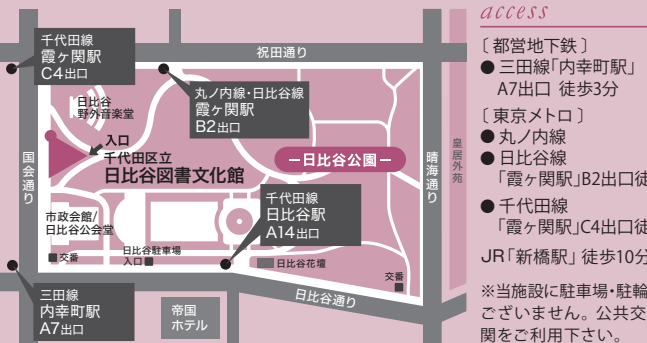 千代田線
霞ヶ関駅
C4出口
祝田通り
丸ノ内線・日比谷線
霞ヶ関駅
B2出口
日比谷
野外音楽堂
入口
千代田区立
日比谷図書文化館
日比谷公園
国会通り
晴海通り
皇居外苑
千代田線
日比谷駅
A14出口
市政会館/
日比谷公会堂
交番
日比谷駐車場
入口
日比谷花壇
交番
日比谷通り
三田線
内幸町駅
A7出口
帝国
ホテル
access
〔都営地下鉄〕
●三田線「内幸町駅」
A7出口 徒歩3分
〔東京メトロ〕
●丸ノ内線
●日比谷線
「霞ヶ関駅」B2出口徒
●千代田線
「霞ヶ関駅」C4出口徒
JR「新橋駅」徒歩10分
※当施設に駐車場・駐輪
ございません。公共交
関をご利用下さい。